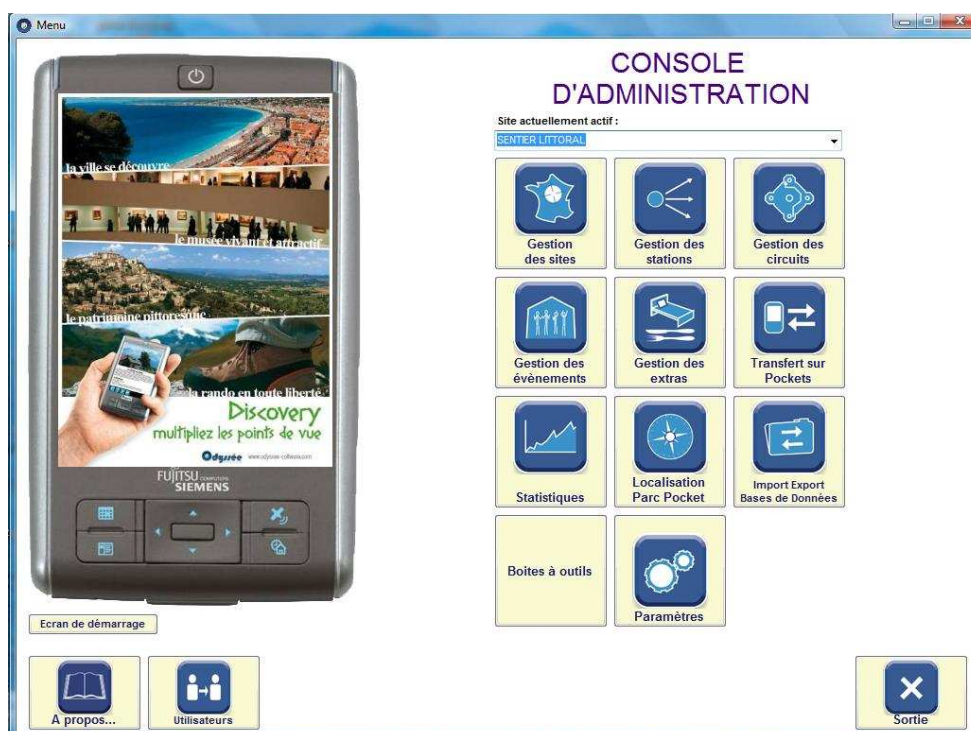 Menu
la ville se découvre
le musée vivant et attractif
le patrimoine pittoresque
la rando en toute liberté
Discovery
multipliez les points de vue
Odyssée
FUJITSU COMPUTERS
SIEMENS
Ecran de démarrage
A propos...
Utilisateurs
CONSOLE
D'ADMINISTRATION
Site actuellement actif :
SENTIER LITTORAL
Gestion
des sites
Gestion des
stations
Gestion des
circuits
Gestion des
évènements
Gestion des
extras
Transfert sur
Pockets
Statistiques
Localisation
Parc Pocket
Import Export
Bases de Données
Boites à outils
Paramètres
Sortie